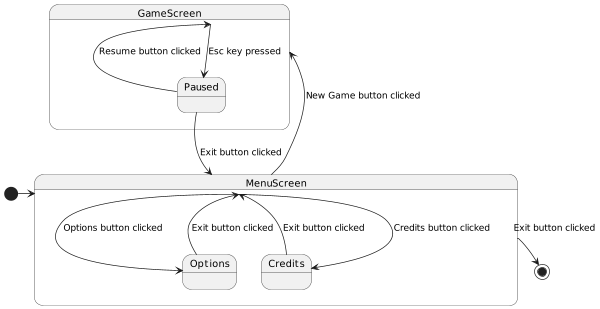 GameScreen
Resume button clicked
Esc key pressed
Paused
New Game button clicked
Exit button clicked
MenuScreen
Options button clicked
Exit button clicked
Exit button clicked
Credits button clicked
Exit button clicked
Options
Credits